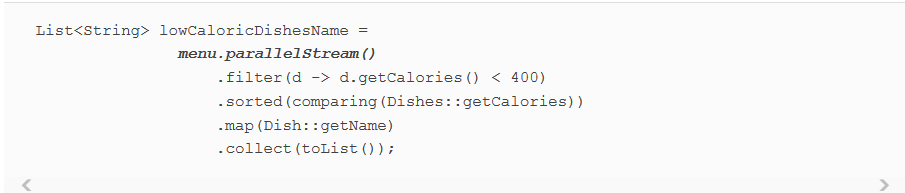 List<String> lowCaloricDishesName =
menu.parallelStream()
.filter(d -> d.getCalories() < 400)
.sorted(comparing(Dishes::getCalories))
.map(Dish::getName)
.collect(toList());